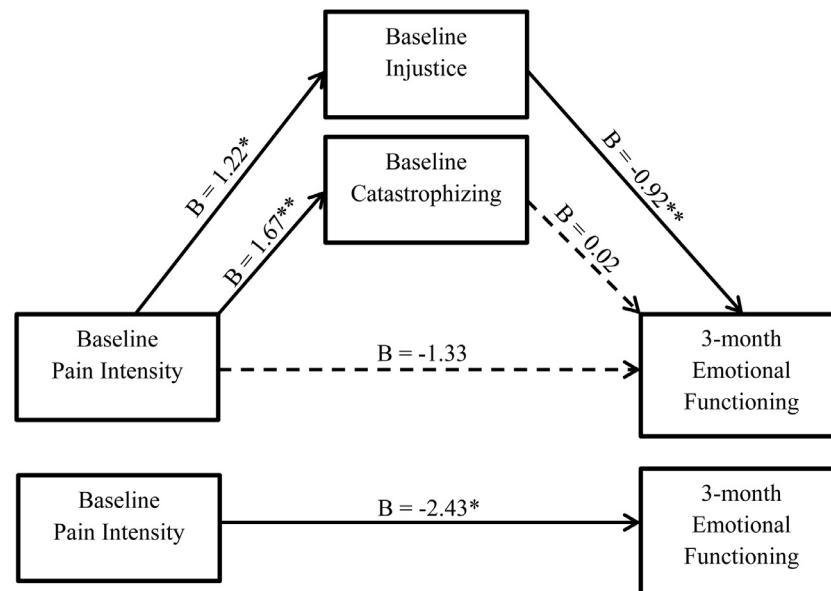 Baseline
Injustice
B = 1.22*
B = -0.92**
Baseline
Catastrophizing
B = 1.67**
B = 0.02
Baseline
Pain Intensity
B = -1.33
3-month
Emotional
Functioning
Baseline
Pain Intensity
B = -2.43*
3-month
Emotional
Functioning